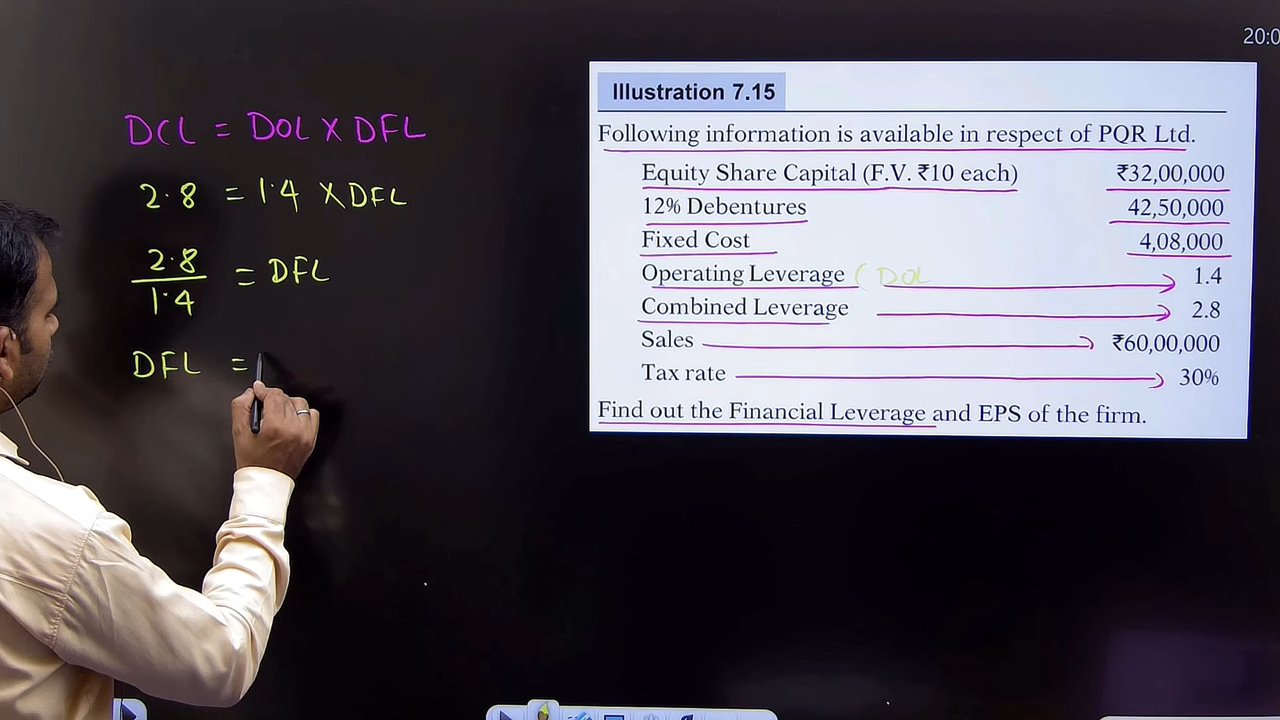 20:0
DCL = DOL X DFL
2.8 = 1.4 X DFL
2.8 / 1.4 = DFL
DFL =
Illustration 7.15
Following information is available in respect of PQR Ltd.
Equity Share Capital (F.V. ₹10 each) ₹32,00,000
12% Debentures 42,50,000
Fixed Cost 4,08,000
Operating Leverage ( DOL 1.4
Combined Leverage 2.8
Sales ₹60,00,000
Tax rate 30%
Find out the Financial Leverage and EPS of the firm.